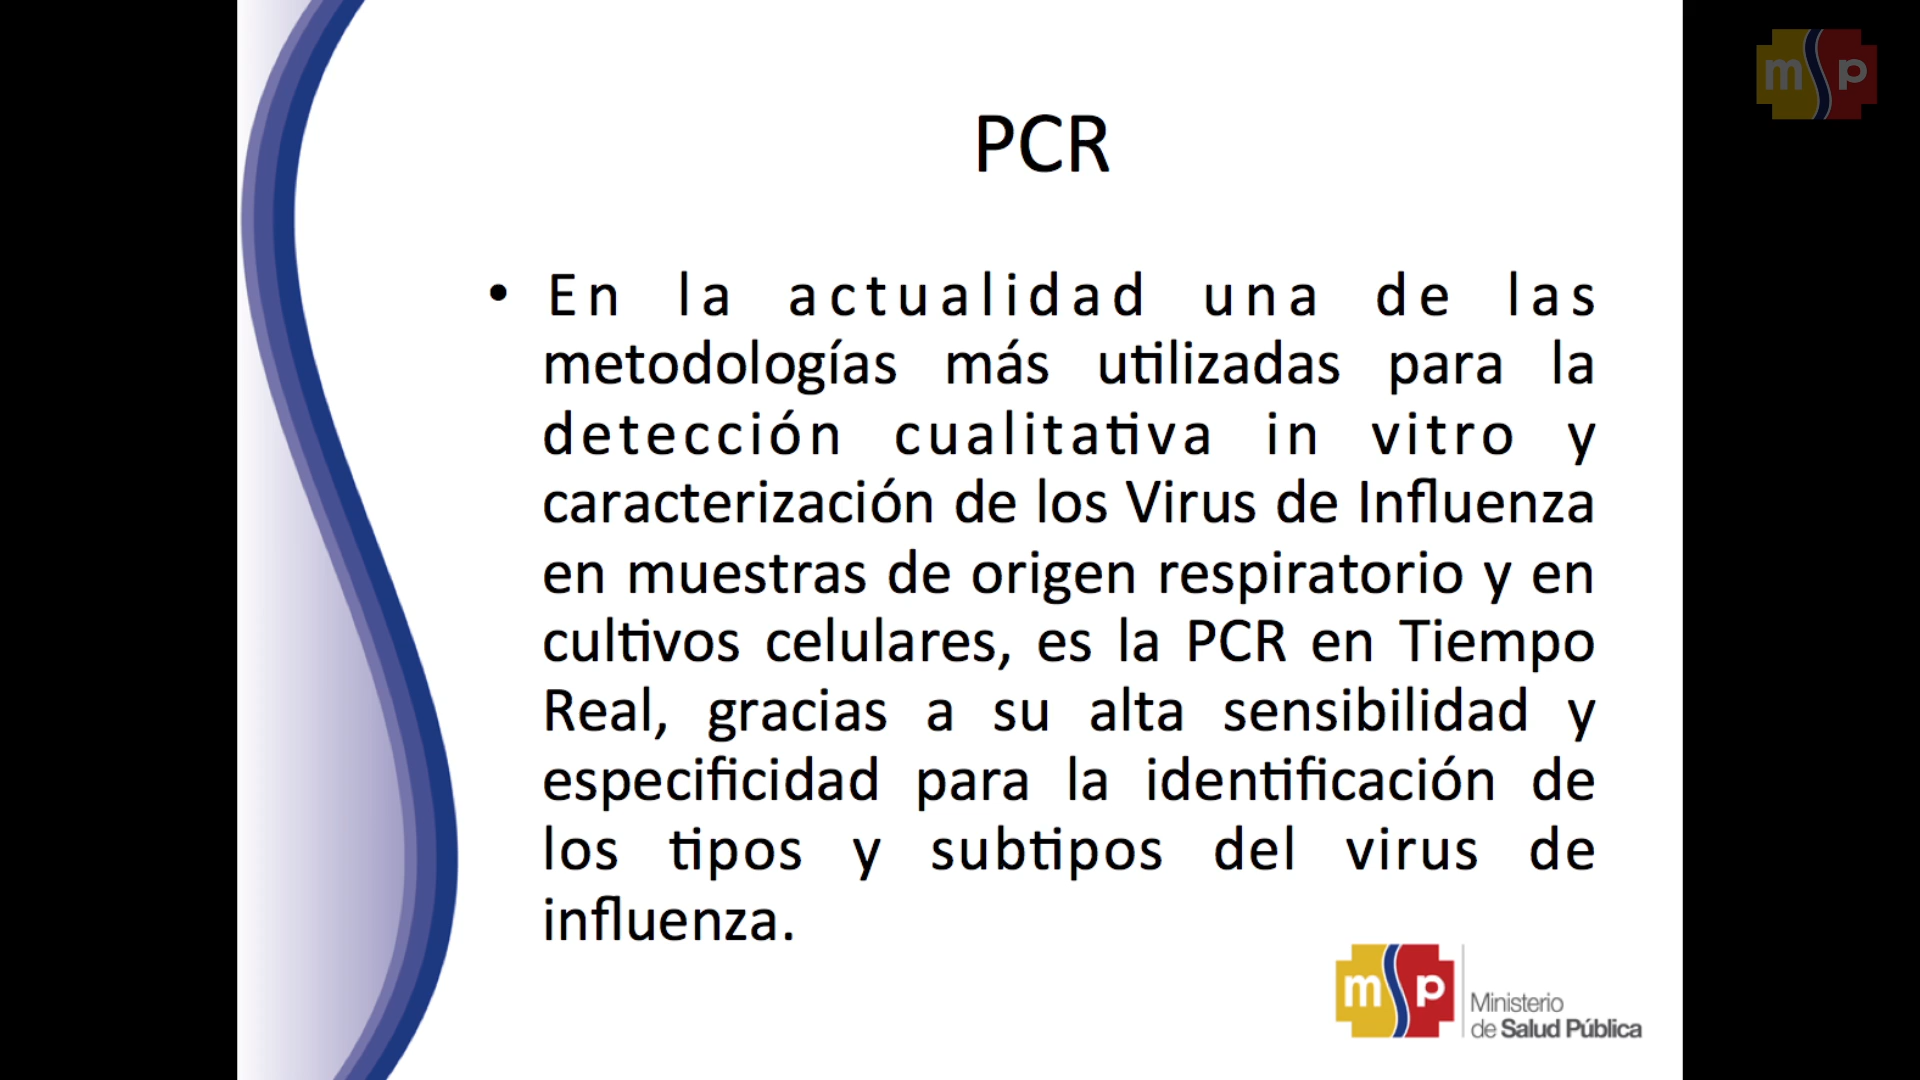 msp
PCR
• En la actualidad una de las
metodologías más utilizadas para la
detección cualitativa in vitro y
caracterización de los Virus de Influenza
en muestras de origen respiratorio y en
cultivos celulares, es la PCR en Tiempo
Real, gracias a su alta sensibilidad y
especificidad para la identificación de
los tipos y subtipos del virus de
influenza.
msp
Ministerio
de Salud Pública